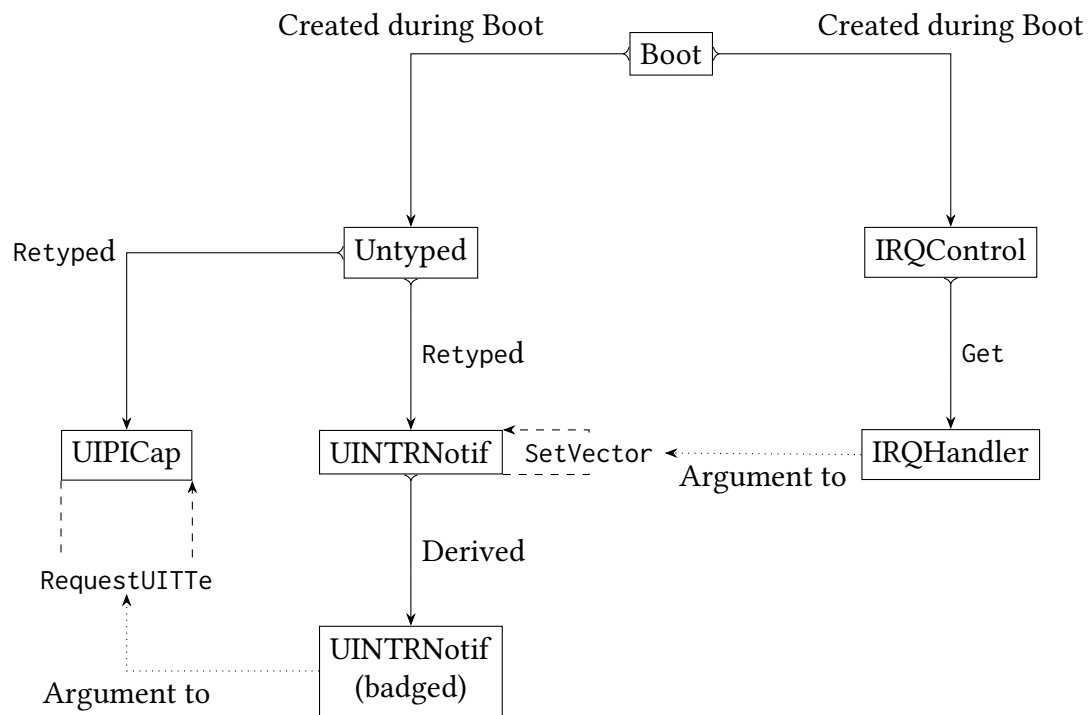 Created during Boot
Boot
Created during Boot
Retyped
Untyped
IRQControl
Retyped
Get
UIPICap
UINTRNotif
SetVector
IRQHandler
Argument to
Derived
RequestUITTe
UINTRNotif
(badged)
Argument to